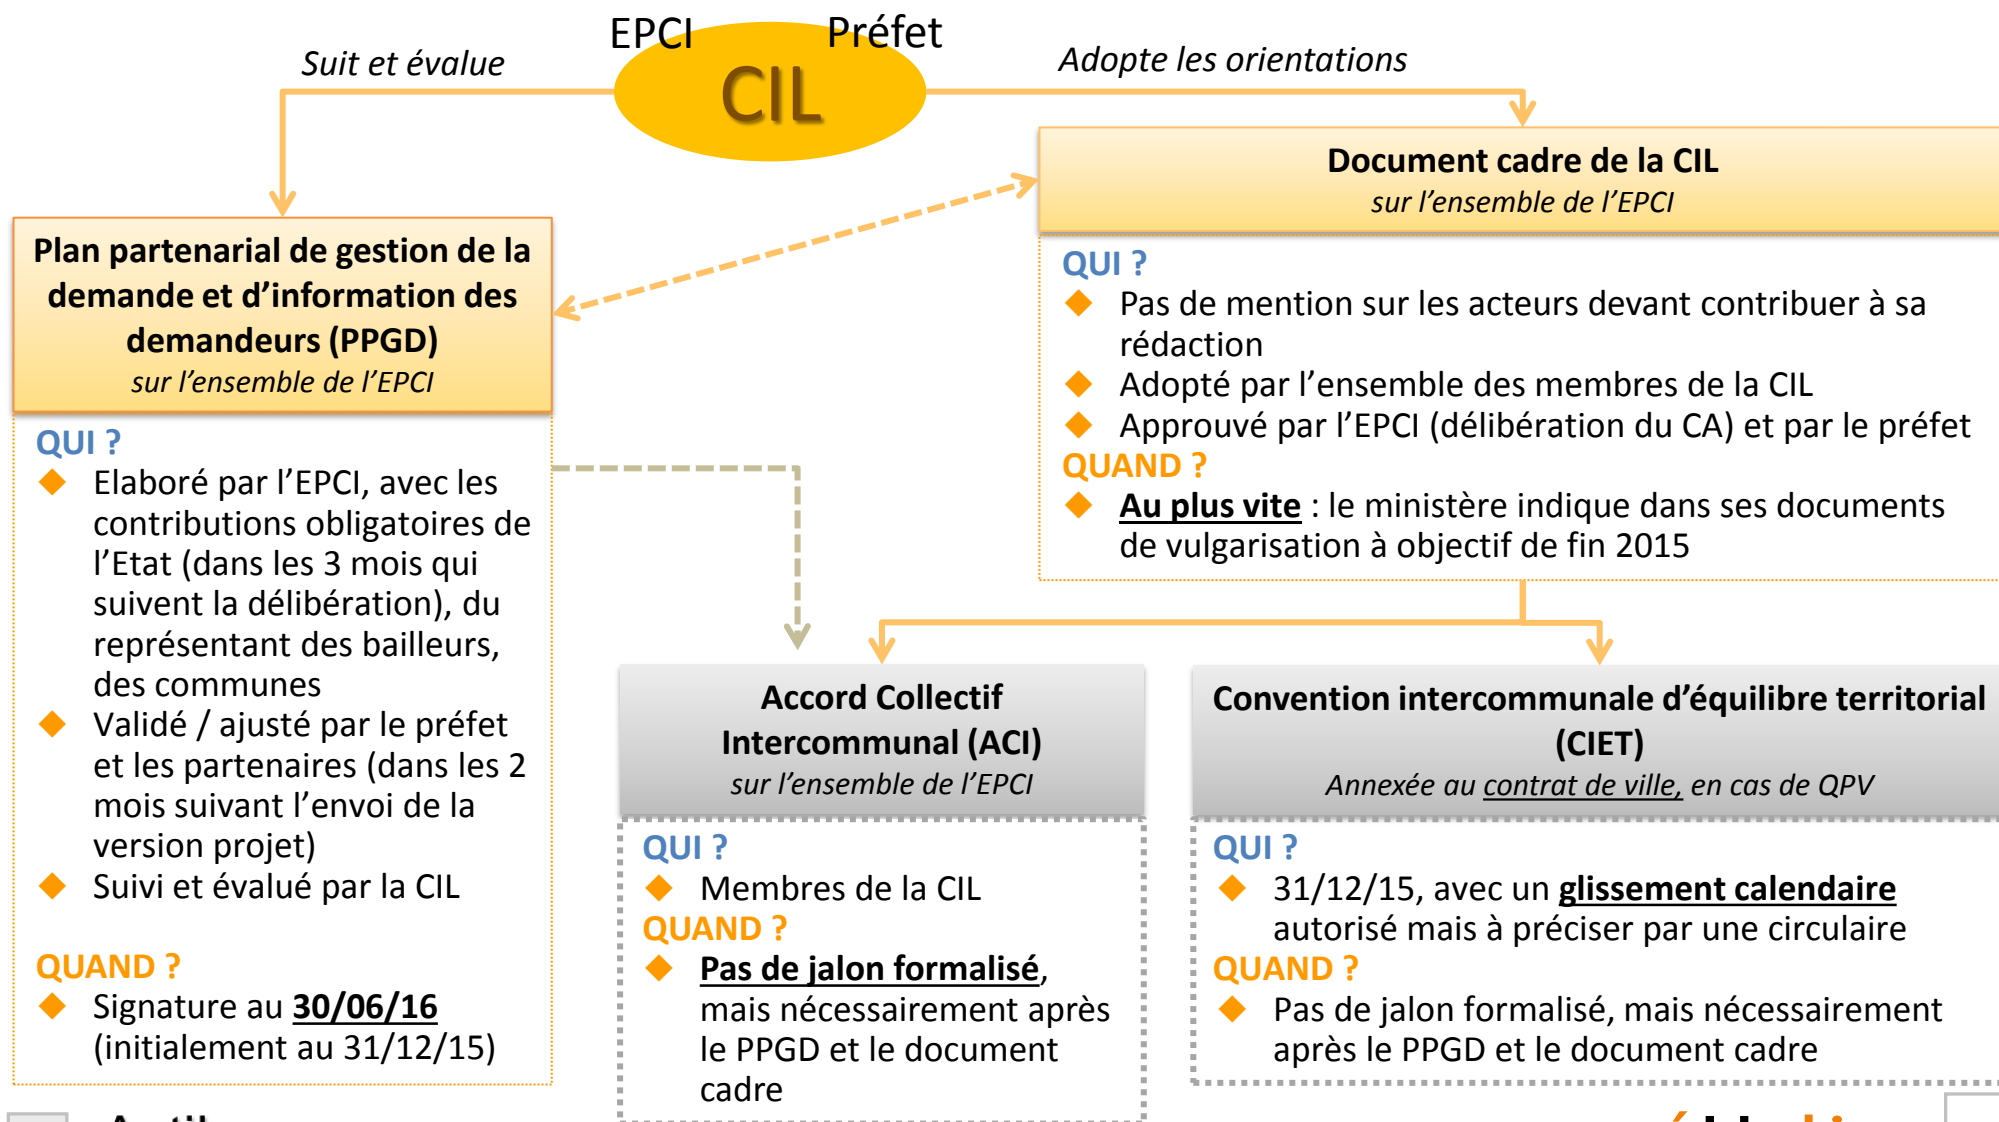 EPCI
Préfet
CIL
Suit et évalue
Adopte les orientations
Document cadre de la CIL
sur l'ensemble de l'EPCI
QUI ?
Pas de mention sur les acteurs devant contribuer à sa
rédaction
Adopté par l'ensemble des membres de la CIL
Approuvé par l'EPCI (délibération du CA) et par le préfet
QUAND ?
Au plus vite : le ministère indique dans ses documents
de vulgarisation à objectif de fin 2015
Plan partenarial de gestion de la
demande et d'information des
demandeurs (PPGD)
sur l'ensemble de l'EPCI
QUI ?
Elaboré par l'EPCI, avec les
contributions obligatoires de
l'Etat (dans les 3 mois qui
suivent la délibération), du
représentant des bailleurs,
des communes
Validé / ajusté par le préfet
et les partenaires (dans les 2
mois suivant l'envoi de la
version projet)
Suivi et évalué par la CIL
QUAND ?
Signature au 30/06/16
(initialement au 31/12/15)
Accord Collectif
Intercommunal (ACI)
sur l'ensemble de l'EPCI
QUI ?
Membres de la CIL
QUAND ?
Pas de jalon formalisé,
mais nécessairement après
le PPGD et le document
cadre
Convention intercommunale d'équilibre territorial
(CIET)
Annexée au contrat de ville, en cas de QPV
QUI ?
31/12/15, avec un glissement calendaire
autorisé mais à préciser par une circulaire
QUAND ?
Pas de jalon formalisé, mais nécessairement
après le PPGD et le document cadre